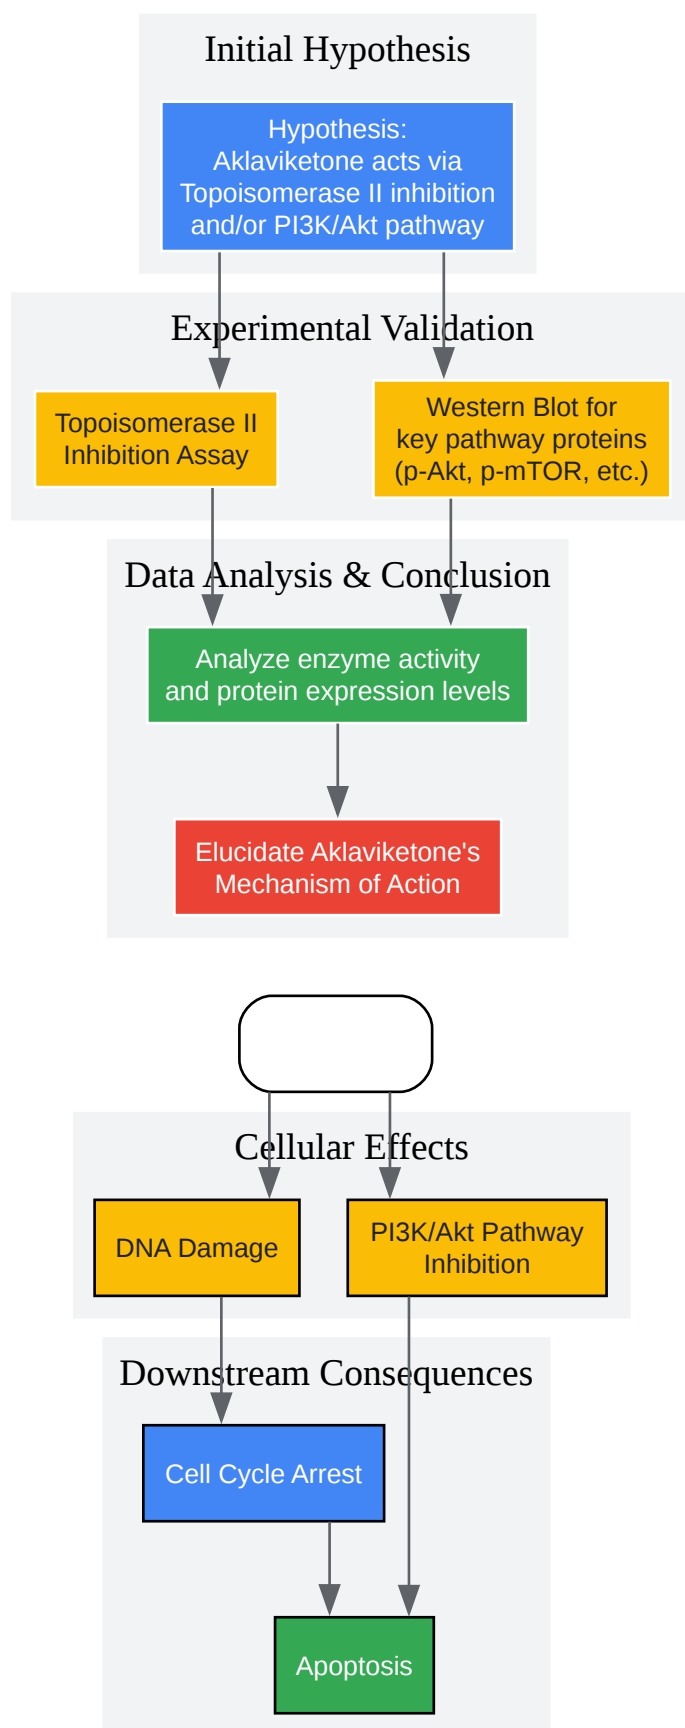 Initial Hypothesis
Hypothesis:
Aklaviketone acts via
Topoisomerase II inhibition
and/or PI3K/Akt pathway
Experimental Validation
Topoisomerase II
Inhibition Assay
Western Blot for
key pathway proteins
(p-Akt, p-mTOR, etc.)
Data Analysis & Conclusion
Analyze enzyme activity
and protein expression levels
Elucidate Aklaviketone's
Mechanism of Action
Cellular Effects
DNA Damage
PI3K/Akt Pathway
Inhibition
Downstream Consequences
Cell Cycle Arrest
Apoptosis